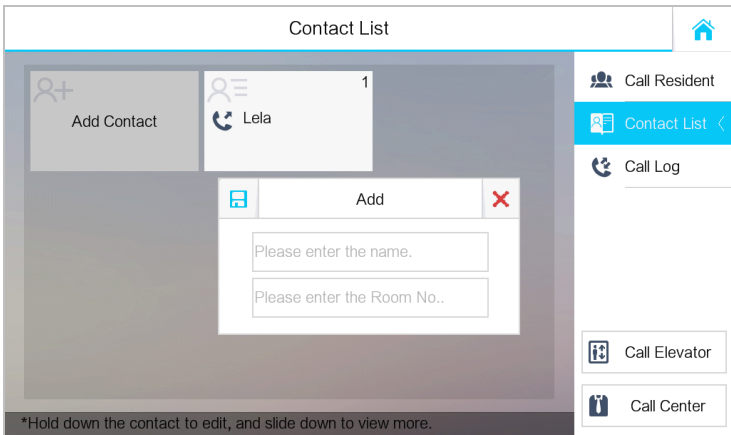 Contact List
Add Contact
1
Lela
Add
Please enter the name.
Please enter the Room No..
*Hold down the contact to edit, and slide down to view more.
Call Resident
Contact List
Call Log
Call Elevator
Call Center